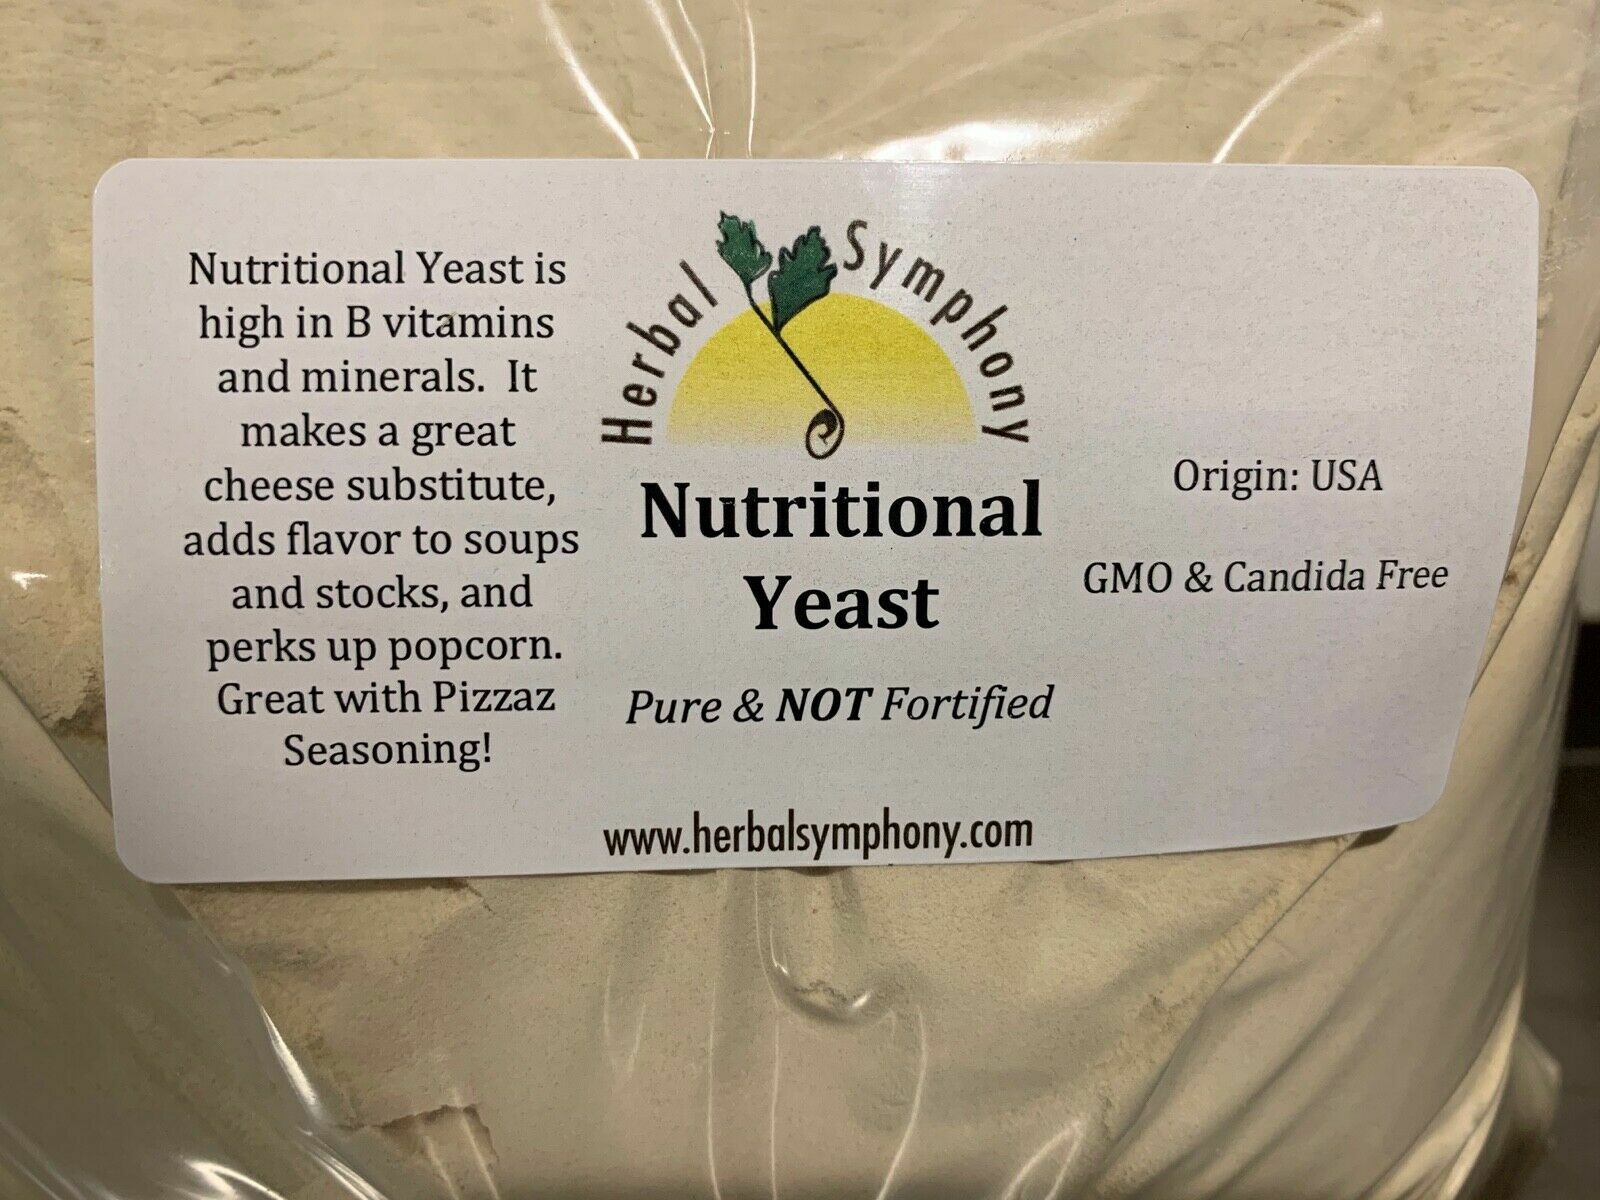 Nutritional Yeast is
high in B vitamins
and minerals. It
makes a great
cheese substitute,
adds flavor to soups
and stocks, and
perks up popcorn.
Great with Pizzaz
Seasoning!
Herbal Symphony
Nutritional
Yeast
Pure & NOT Fortified
www.herbalsymphony.com
Origin: USA
GMO & Candida Free